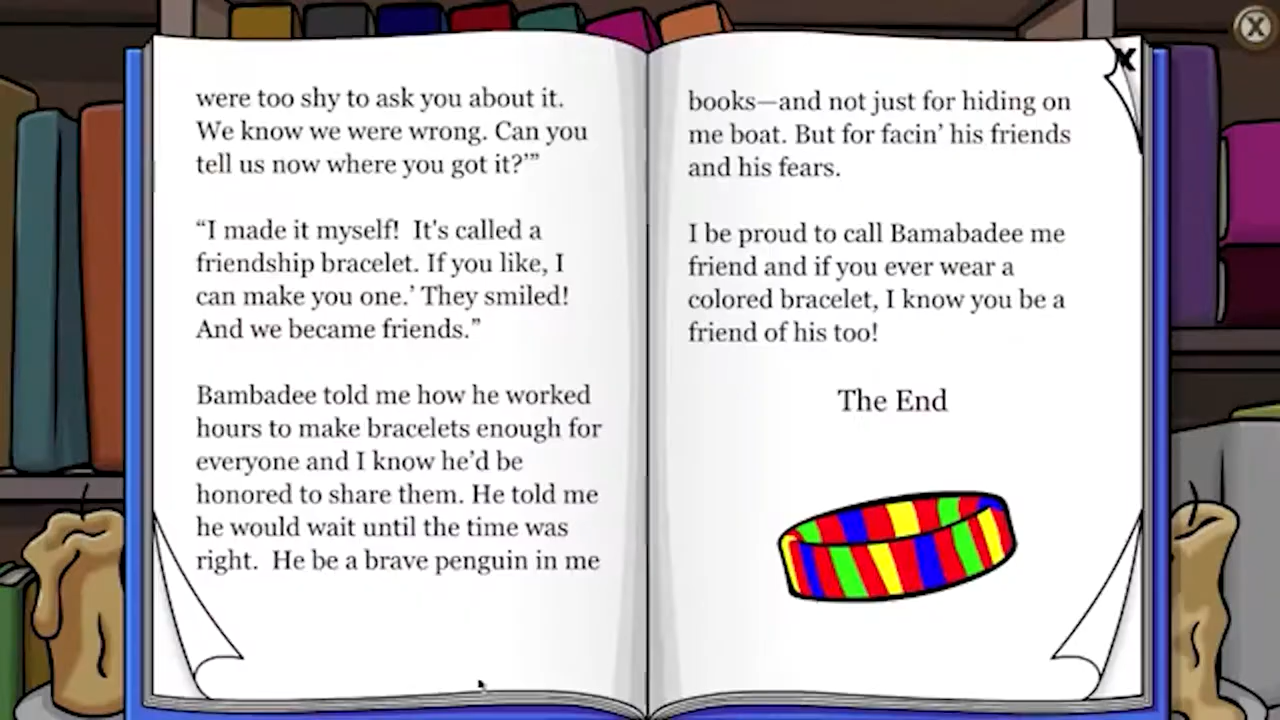 were too shy to ask you about it.
We know we were wrong. Can you
tell us now where you got it?’”
“I made it myself!  It’s called a
friendship bracelet. If you like, I
can make you one.’ They smiled!
And we became friends.”
Bambadee told me how he worked
hours to make bracelets enough for
everyone and I know he’d be
honored to share them. He told me
he would wait until the time was
right.  He be a brave penguin in me
books—and not just for hiding on
me boat. But for facin’ his friends
and his fears.
I be proud to call Bamabadee me
friend and if you ever wear a
colored bracelet, I know you be a
friend of his too!
The End